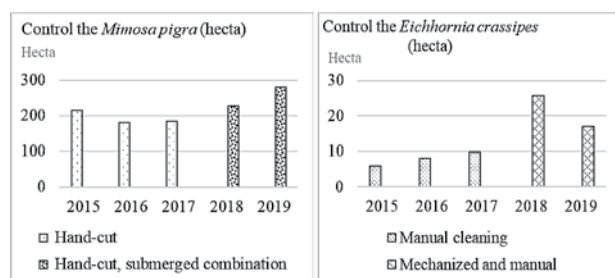 Control the Mimosa pigra (hecta)
Hecta
300
200
100
0
2015 2016 2017 2018 2019
Hand-cut
Hand-cut, submerged combination
Control the Eichhornia crassipes
(hecta)
Hecta
30
20
10
0
2015 2016 2017 2018 2019
Manual cleaning
Mechanized and manual